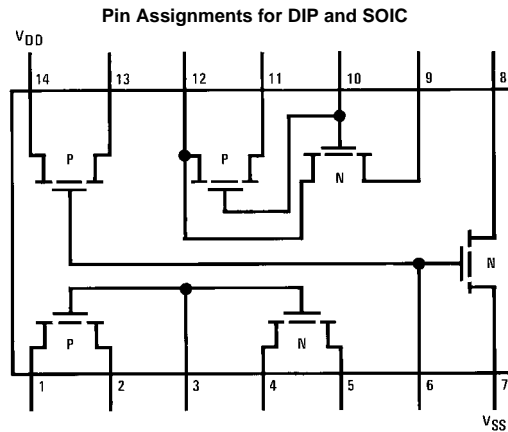 Pin Assignments for DIP and SOIC
VDD
14 13 12 11 10 9 8
P P N
N
P N
1 2 3 4 5 6 7
VSS